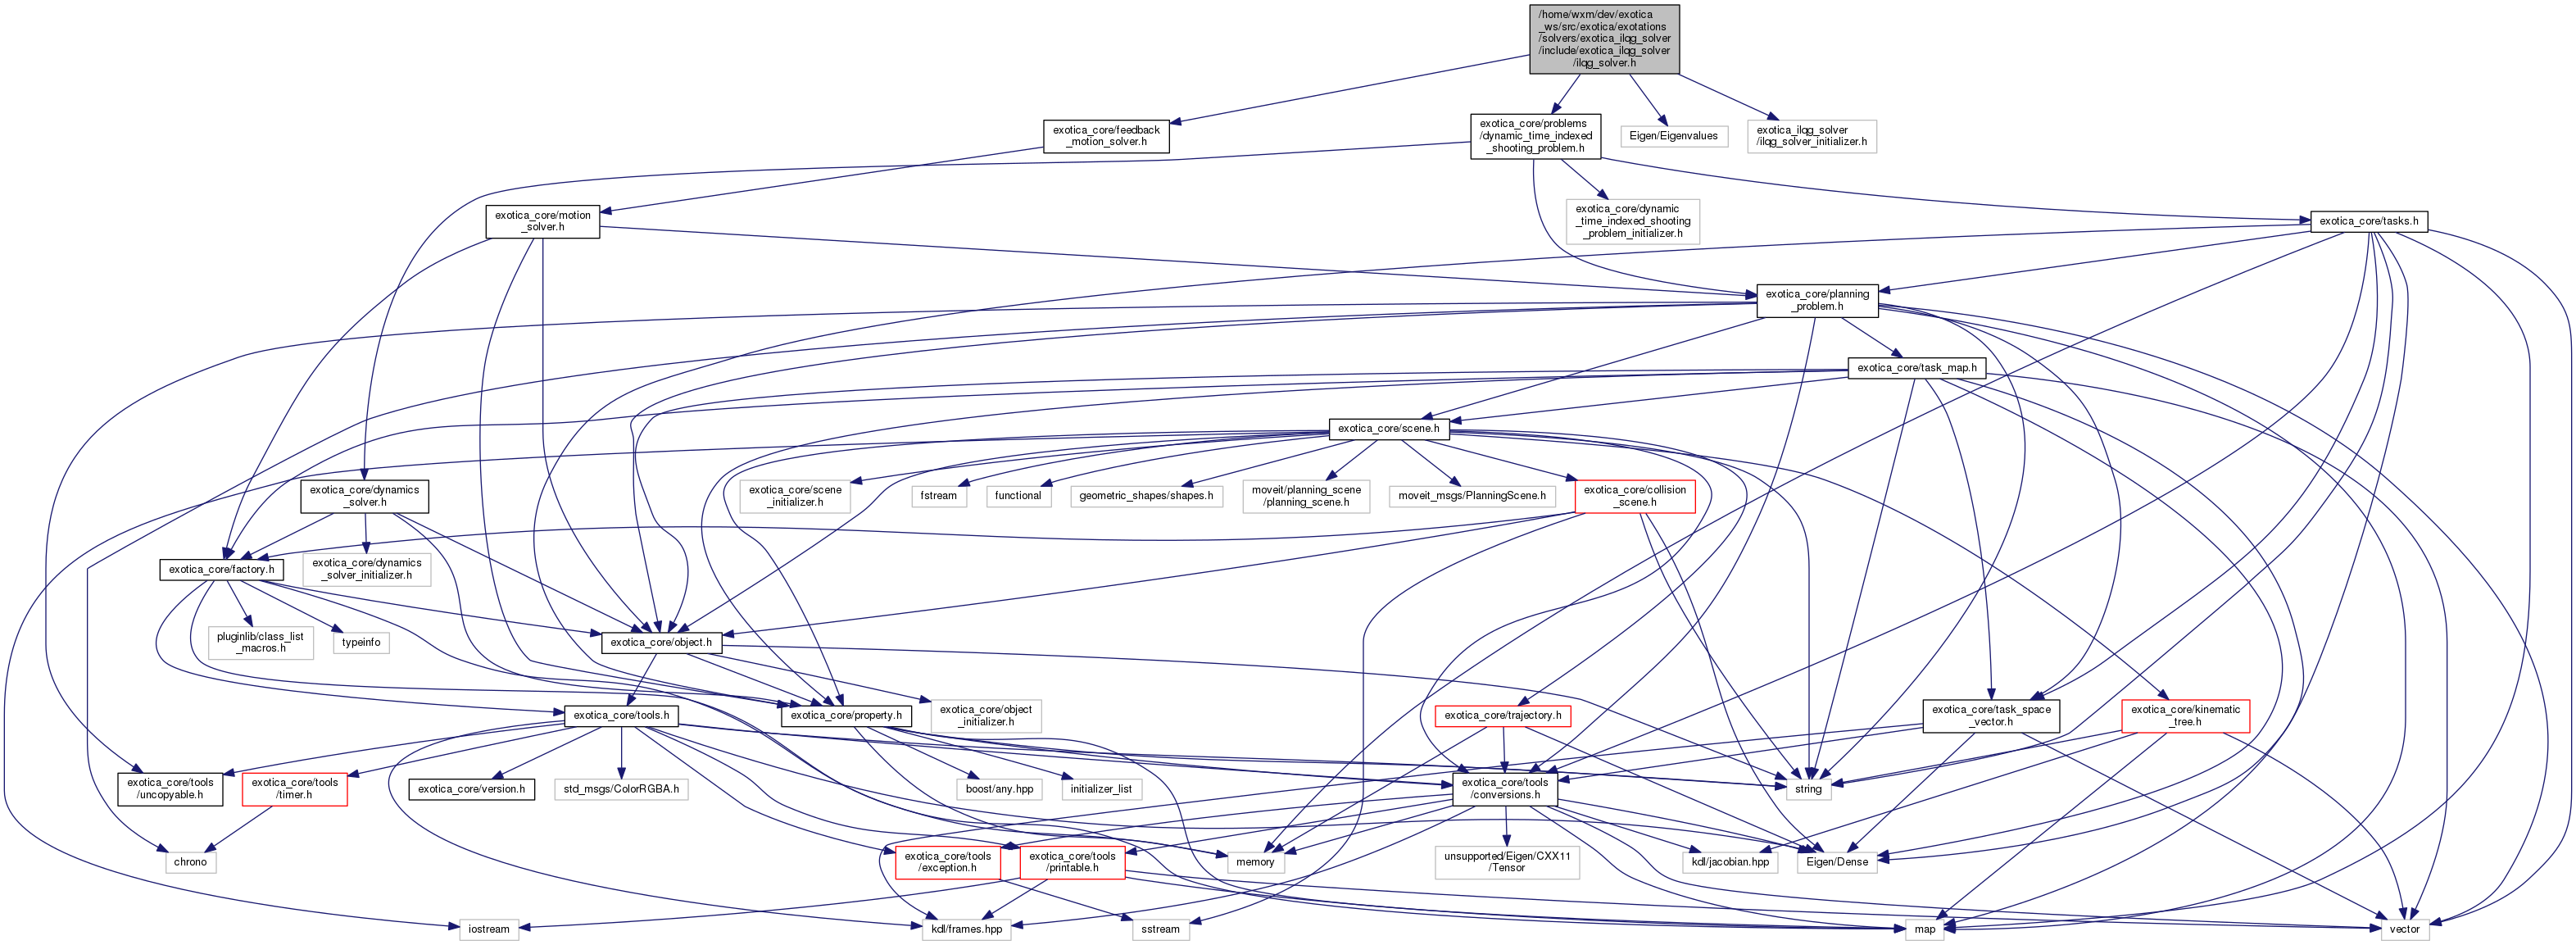 /home/wxm/dev/exotica
_ws/src/exotica/exotations
/solvers/exotica_ilqg_solver
/include/exotica_ilqg_solver
/ilqg_solver.h
exotica_core/feedback
_motion_solver.h
exotica_core/problems
/dynamic_time_indexed
_shooting_problem.h
Eigen/Eigenvalues
exotica_ilqg_solver
/ilqg_solver_initializer.h
exotica_core/motion
_solver.h
exotica_core/dynamic
_time_indexed_shooting
_problem_initializer.h
exotica_core/tasks.h
exotica_core/planning
_problem.h
exotica_core/task_map.h
exotica_core/scene.h
exotica_core/dynamics
_solver.h
exotica_core/scene
_initializer.h
fstream
functional
geometric_shapes/shapes.h
moveit/planning_scene
/planning_scene.h
moveit_msgs/PlanningScene.h
exotica_core/collision
_scene.h
exotica_core/factory.h
exotica_core/dynamics
_solver_initializer.h
pluginlib/class_list
_macros.h
typeinfo
exotica_core/object.h
exotica_core/tools.h
exotica_core/property.h
exotica_core/object
_initializer.h
exotica_core/trajectory.h
exotica_core/task_space
_vector.h
exotica_core/kinematic
_tree.h
exotica_core/tools
/uncopyable.h
exotica_core/tools
/timer.h
exotica_core/version.h
std_msgs/ColorRGBA.h
boost/any.hpp
initializer_list
exotica_core/tools
/conversions.h
string
chrono
exotica_core/tools
/exception.h
exotica_core/tools
/printable.h
memory
unsupported/Eigen/CXX11
/Tensor
kdl/jacobian.hpp
Eigen/Dense
iostream
kdl/frames.hpp
sstream
map
vector